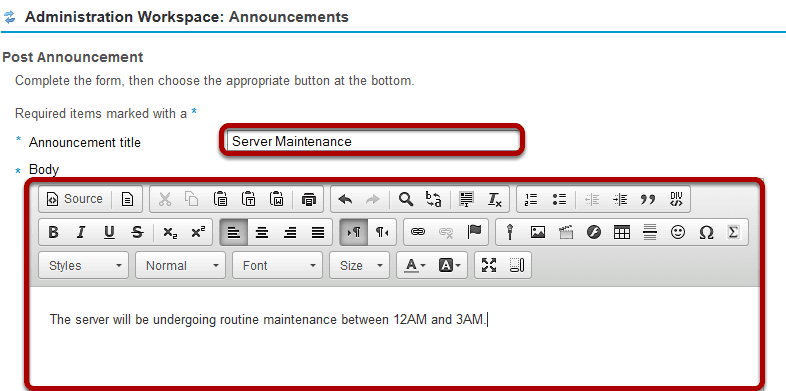 Administration Workspace: Announcements
Post Announcement
Complete the form, then choose the appropriate button at the bottom.
Required items marked with a *
* Announcement title Server Maintenance
* Body
Source
B I U S x₂ x² Ω Σ
Styles Normal Font Size A A
The server will be undergoing routine maintenance between 12AM and 3AM.